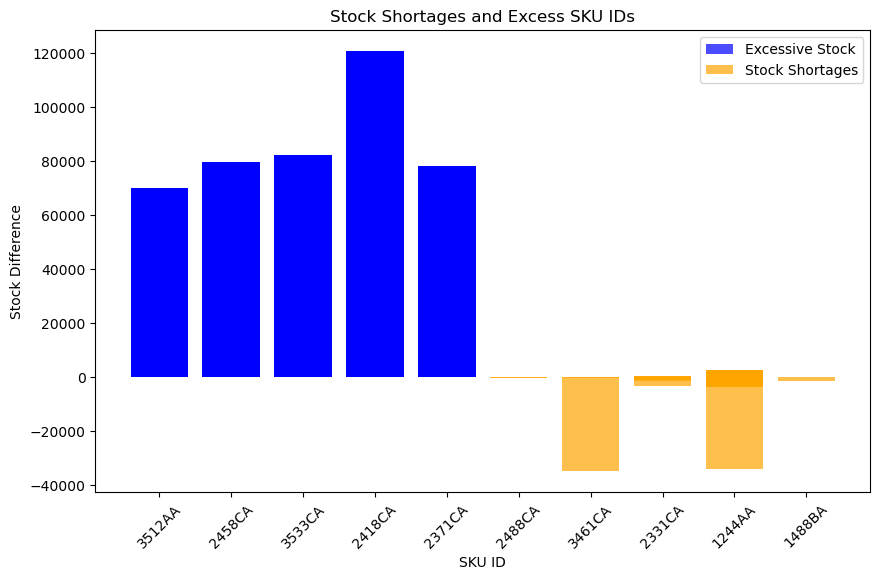 Stock Shortages and Excess SKU IDs
Excessive Stock
Stock Shortages
Stock Difference
120000
100000
80000
60000
40000
20000
0
−20000
−40000
3512AA
2458CA
3533CA
2418CA
2371CA
2488CA
3461CA
2331CA
1244AA
1488BA
SKU ID